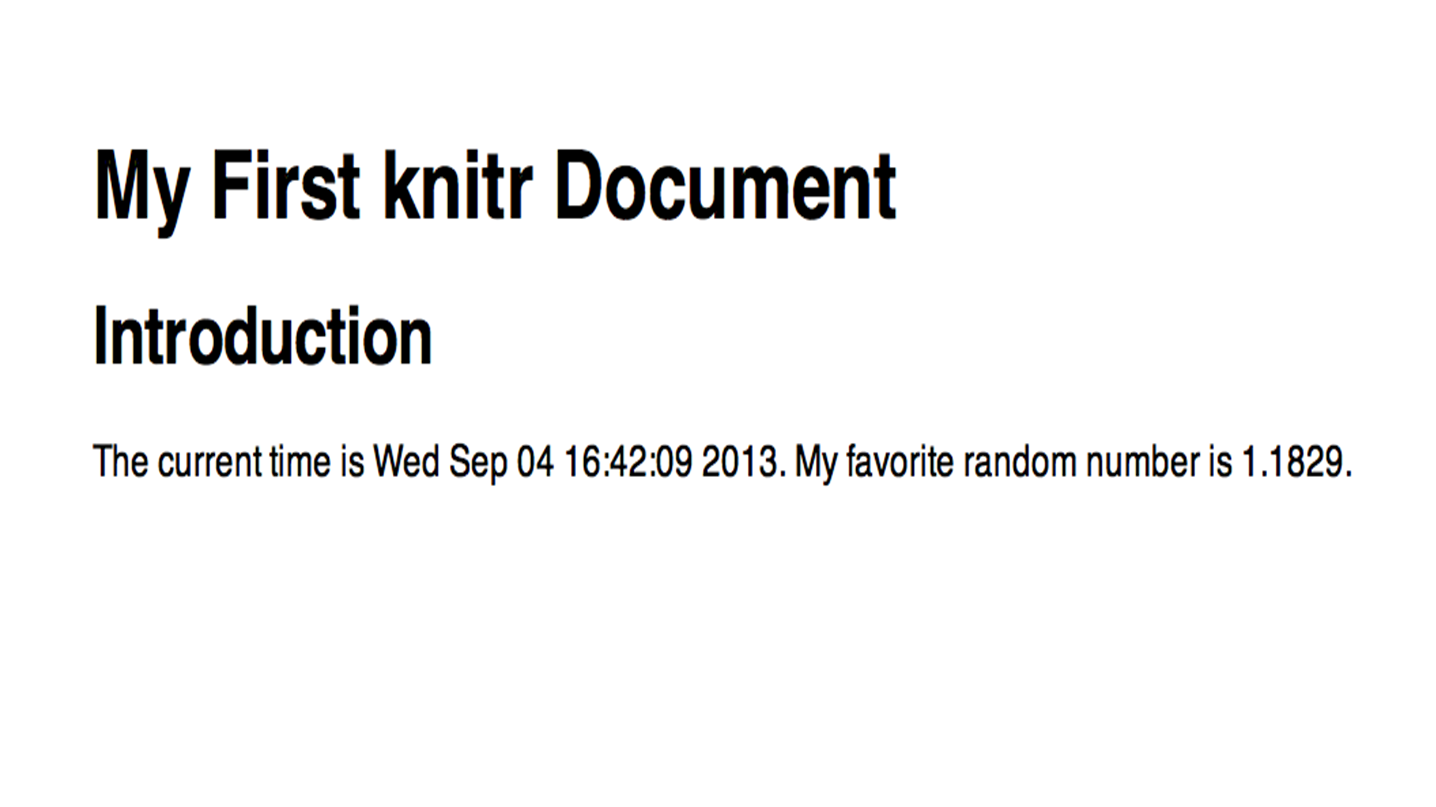 My First knitr Document
Introduction
The current time is Wed Sep 04 16:42:09 2013. My favorite random number is 1.1829.